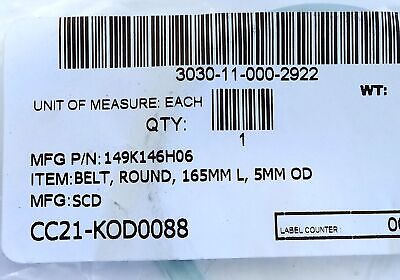 3030-11-000-2922
UNIT OF MEASURE: EACH
WT:
QTY:
1
MFG P/N:149K146H06
ITEM:BELT, ROUND, 165MM L, 5MM OD
MFG:SCD
CC21-KOD0088
LABEL COUNTER